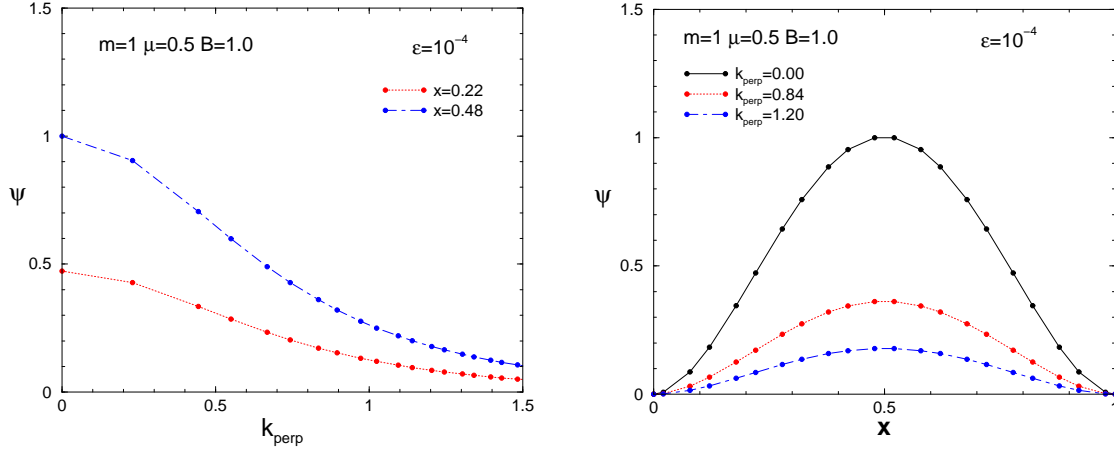 1.5
1
0.5
0
ψ
m=1 μ=0.5 B=1.0
ε=10⁻⁴
x=0.22
x=0.48
0
0.5
1
1.5
k_perp
1.5
1
0.5
0
ψ
m=1 μ=0.5 B=1.0
ε=10⁻⁴
k_perp=0.00
k_perp=0.84
k_perp=1.20
0
0.5
1
x